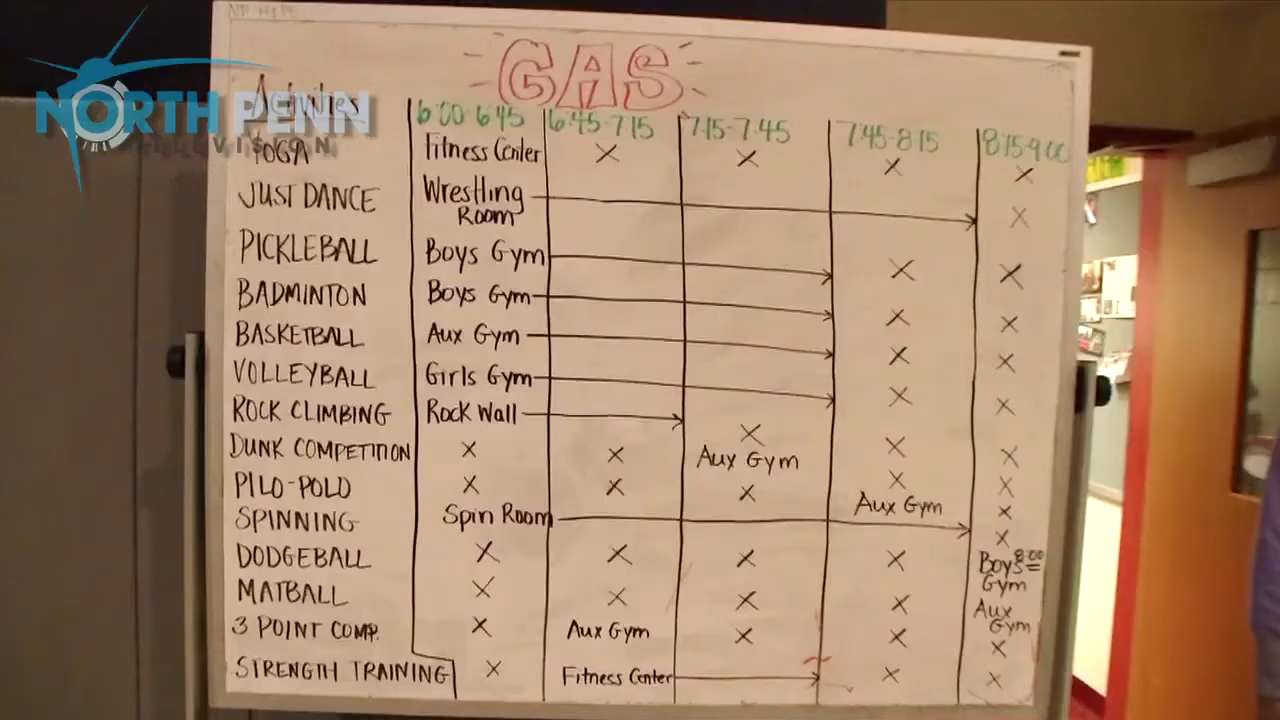 GAS
NORTH PENN
TELEVISION
Activities 6:00-6:45 6:45-7:15 7:15-7:45 7:45-8:15 8:15-9:00
YOGA Fitness Center X X X X
JUST DANCE Wrestling Room X
PICKLEBALL Boys Gym X X
BADMINTON Boys Gym X X
BASKETBALL Aux Gym X X
VOLLEYBALL Girls Gym X X
ROCK CLIMBING Rock Wall X X X
DUNK COMPETITION X X Aux Gym X X
PILO-POLO X X X Aux Gym X
SPINNING Spin Room X
DODGEBALL X X X X Boys Gym 8:00
MATBALL X X X X Aux Gym
3 POINT COMP. X Aux Gym X X X
STRENGTH TRAINING X Fitness Center X X